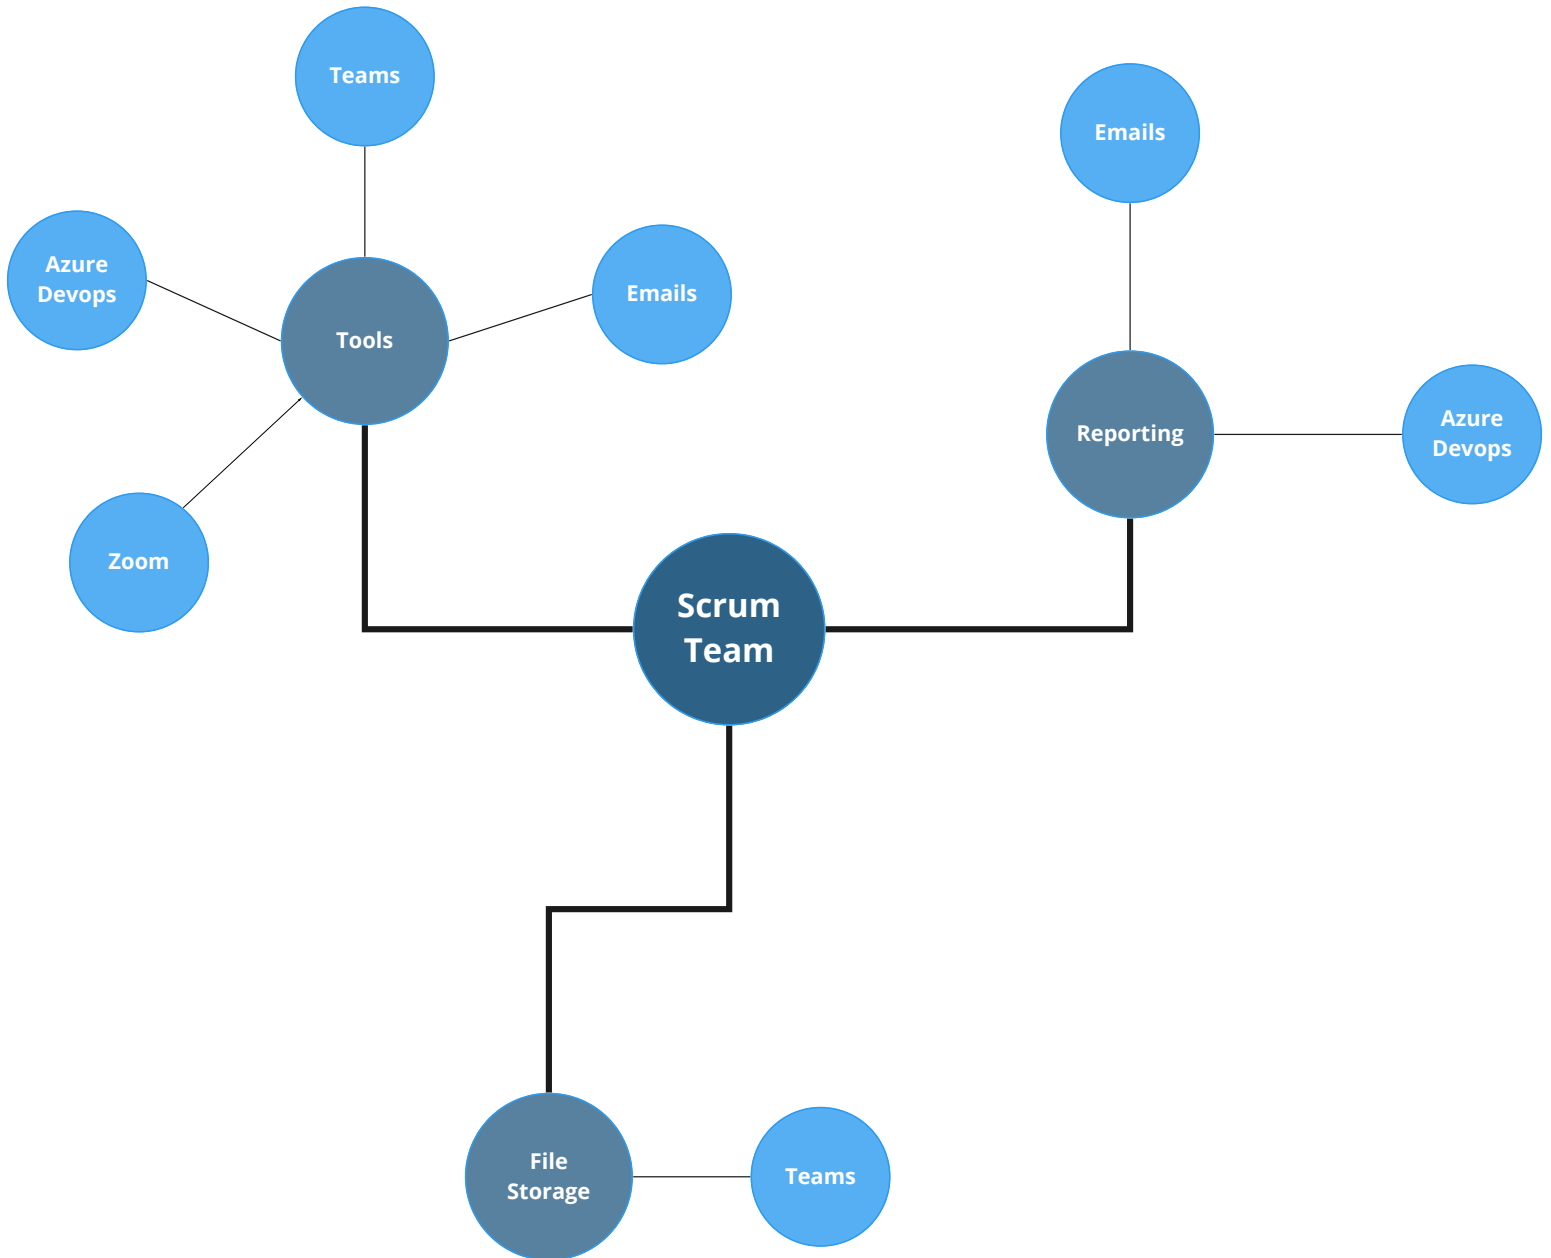 Teams
Emails
Azure
Devops
Emails
Tools
Azure
Devops
Reporting
Zoom
Scrum
Team
File
Storage
Teams